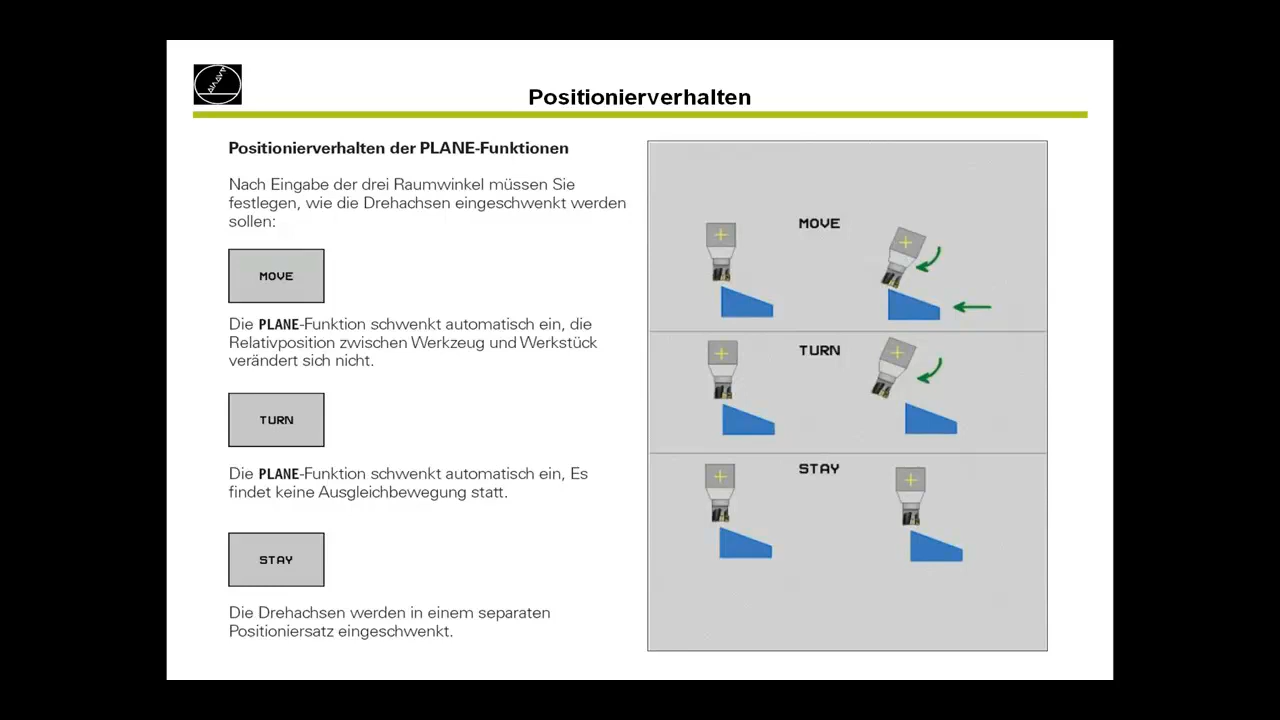 Positionierverhalten
Positionierverhalten der PLANE-Funktionen
Nach Eingabe der drei Raumwinkel müssen Sie
festlegen, wie die Drehachsen eingeschwenkt werden
sollen:
MOVE
Die PLANE-Funktion schwenkt automatisch ein, die
Relativposition zwischen Werkzeug und Werkstück
verändert sich nicht.
TURN
Die PLANE-Funktion schwenkt automatisch ein, Es
findet keine Ausgleichbewegung statt.
STAY
Die Drehachsen werden in einem separaten
Positioniersatz eingeschwenkt.
MOVE
TURN
STAY